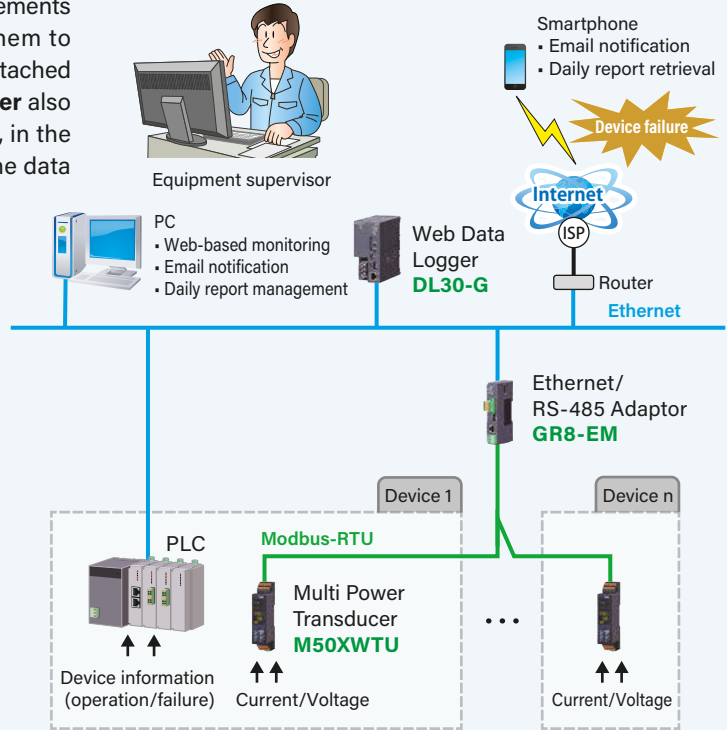 ements
nem to
tached
er also
, in the
ne data
Equipment supervisor
Smartphone
▪ Email notification
▪ Daily report retrieval
Device failure
Internet
ISP
Router
Ethernet
PC
▪ Web-based monitoring
▪ Email notification
▪ Daily report management
Web Data
Logger
DL30-G
Ethernet/
RS-485 Adaptor
GR8-EM
Device 1
Device n
Modbus-RTU
PLC
Multi Power
Transducer
M50XWTU
• • •
Device information
(operation/failure)
Current/Voltage
Current/Voltage